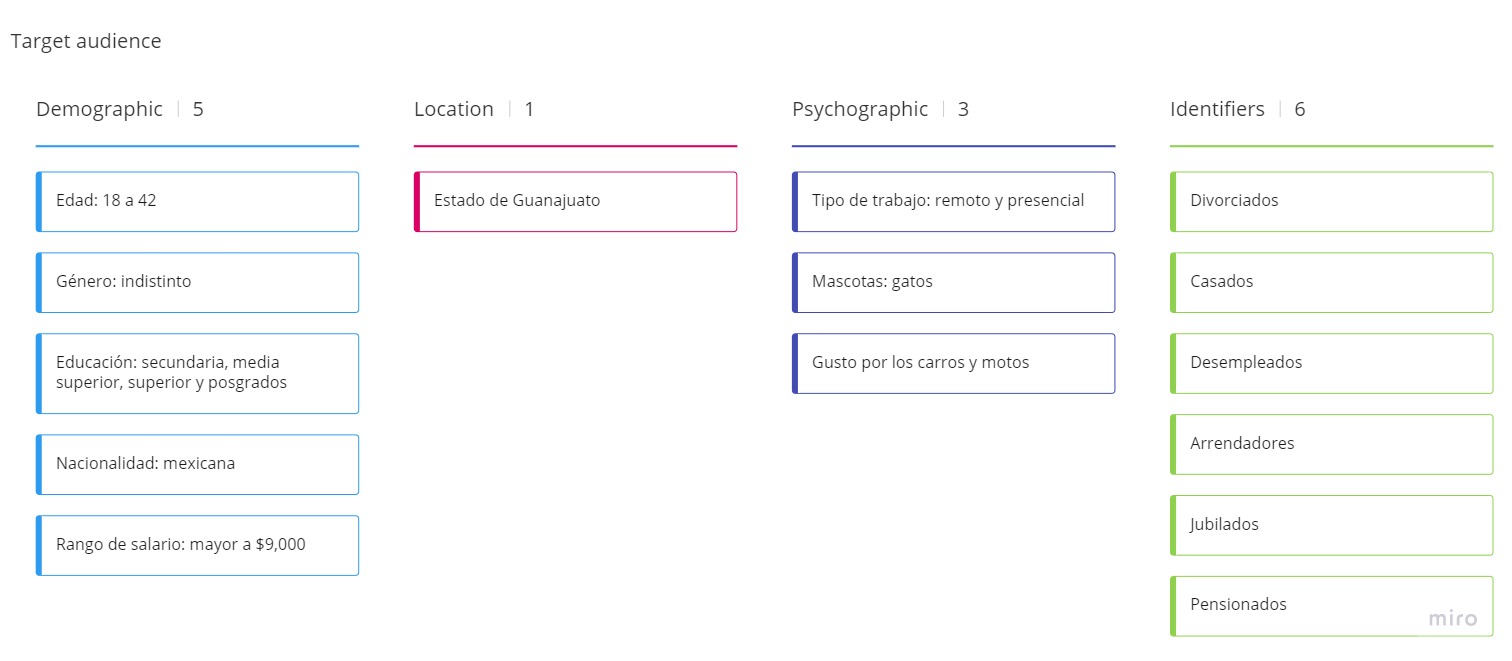 Target audience
Demographic | 5
Edad: 18 a 42
Género: indistinto
Educación: secundaria, media
superior, superior y posgrados
Nacionalidad: mexicana
Rango de salario: mayor a $9,000
Location | 1
Estado de Guanajuato
Psychographic | 3
Tipo de trabajo: remoto y presencial
Mascotas: gatos
Gusto por los carros y motos
Identifiers | 6
Divorciados
Casados
Desempleados
Arrendadores
Jubilados
Pensionados
miro